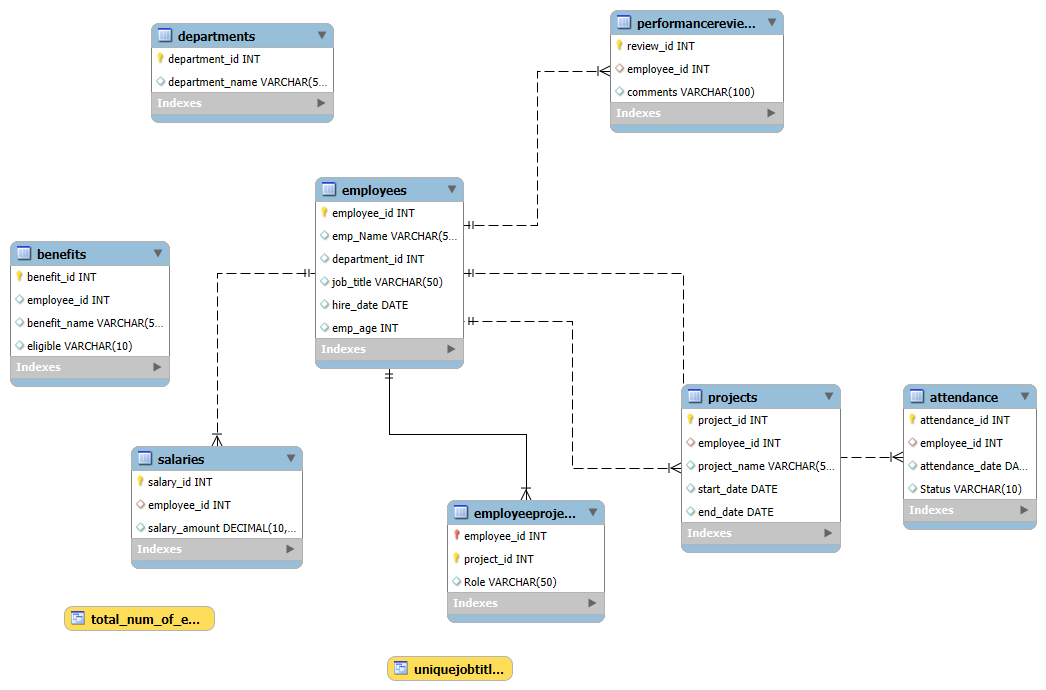 departments
department_id INT
department_name VARCHAR(5...
Indexes
performancerevie...
review_id INT
employee_id INT
comments VARCHAR(100)
Indexes
employees
employee_id INT
emp_Name VARCHAR(5...
department_id INT
job_title VARCHAR(50)
hire_date DATE
emp_age INT
Indexes
benefits
benefit_id INT
employee_id INT
benefit_name VARCHAR(5...
eligible VARCHAR(10)
Indexes
projects
project_id INT
employee_id INT
project_name VARCHAR(5...
start_date DATE
end_date DATE
Indexes
attendance
attendance_id INT
employee_id INT
attendance_date DA...
Status VARCHAR(10)
Indexes
salaries
salary_id INT
employee_id INT
salary_amount DECIMAL(10,...
Indexes
employeeproje...
employee_id INT
project_id INT
Role VARCHAR(50)
Indexes
total_num_of_e...
uniquejobtitl...